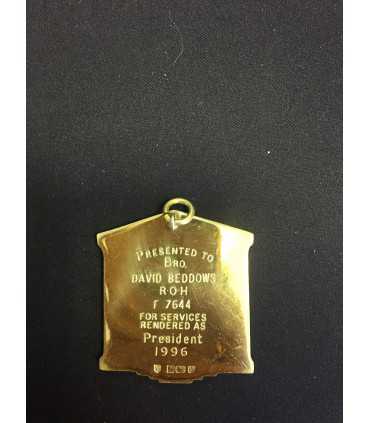 PRESENTED TO
BRO.
DAVID BEDDOWS
R·O·H
F 7644
FOR SERVICES
RENDERED AS
President
1996